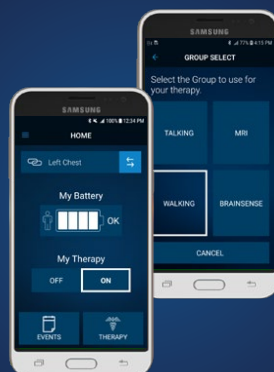 SAMSUNG
100% 12:34 PM
HOME
Left Chest
My Battery
OK
My Therapy
OFF
ON
EVENTS
THERAPY
SAMSUNG
77% 4:15 PM
GROUP SELECT
Select the Group to use for
your therapy.
TALKING
MRI
WALKING
BRAINSENSE
CANCEL